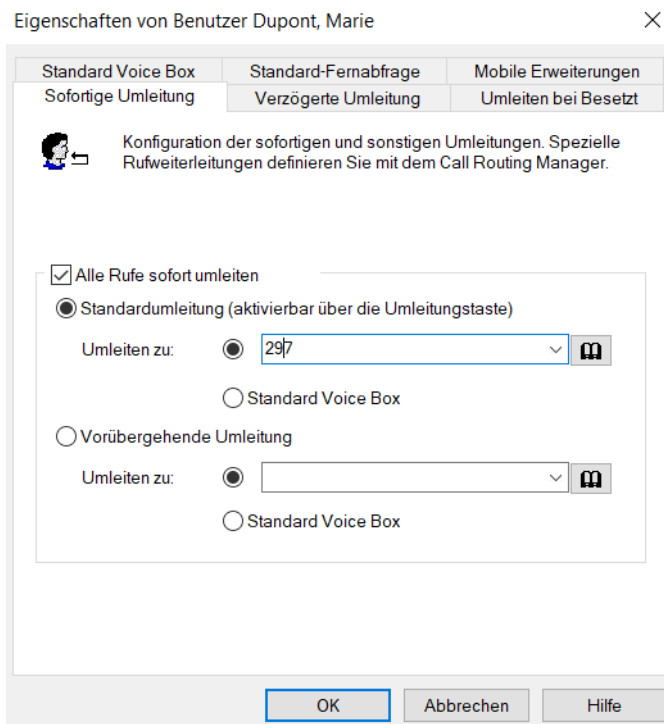 Eigenschaften von Benutzer Dupont, Marie
Standard Voice Box
Standard-Fernabfrage
Mobile Erweiterungen
Sofortige Umleitung
Verzögerte Umleitung
Umleiten bei Besetzt
Konfiguration der sofortigen und sonstigen Umleitungen. Spezielle
Rufweiterleitungen definieren Sie mit dem Call Routing Manager.
Alle Rufe sofort umleiten
Standardumleitung (aktivierbar über die Umleitungstaste)
Umleiten zu:
297
Standard Voice Box
Vorübergehende Umleitung
Umleiten zu:
Standard Voice Box
OK
Abbrechen
Hilfe